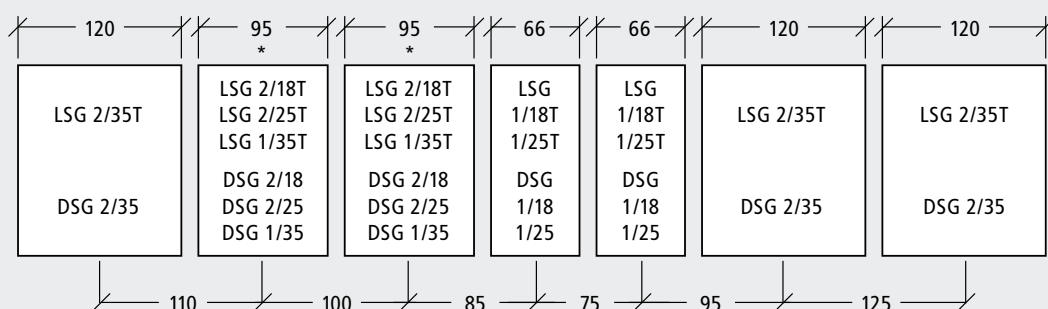 120 95 95 66 66 120 120
* *
LSG 2/35T
DSG 2/35
LSG 2/18T
LSG 2/25T
LSG 1/35T
DSG 2/18
DSG 2/25
DSG 1/35
LSG 2/18T
LSG 2/25T
LSG 1/35T
DSG 2/18
DSG 2/25
DSG 1/35
LSG
1/18T
1/25T
DSG
1/18
1/25
LSG
1/18T
1/25T
DSG
1/18
1/25
LSG 2/35T
DSG 2/35
LSG 2/35T
DSG 2/35
110 100 85 75 95 125